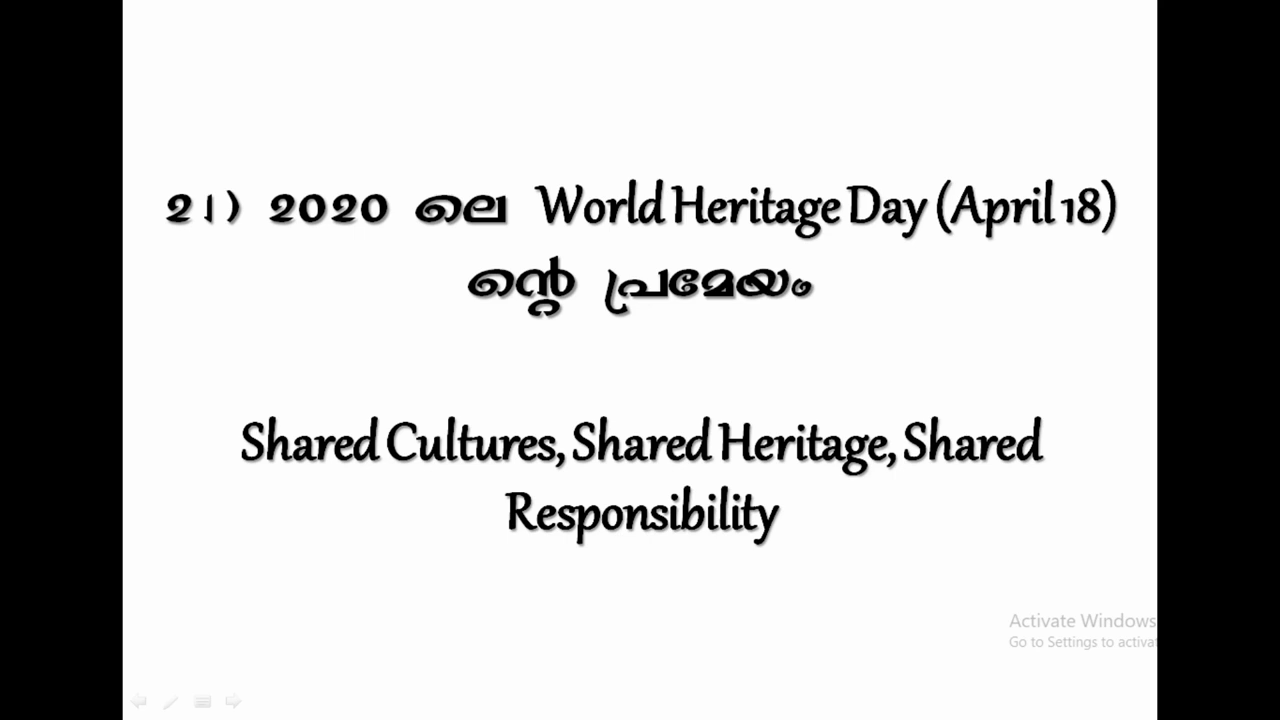 21) 2020 ലെ World Heritage Day (April 18)
ന്റെ പ്രമേയം
Shared Cultures, Shared Heritage, Shared
Responsibility
Activate Windows
Go to Settings to activat